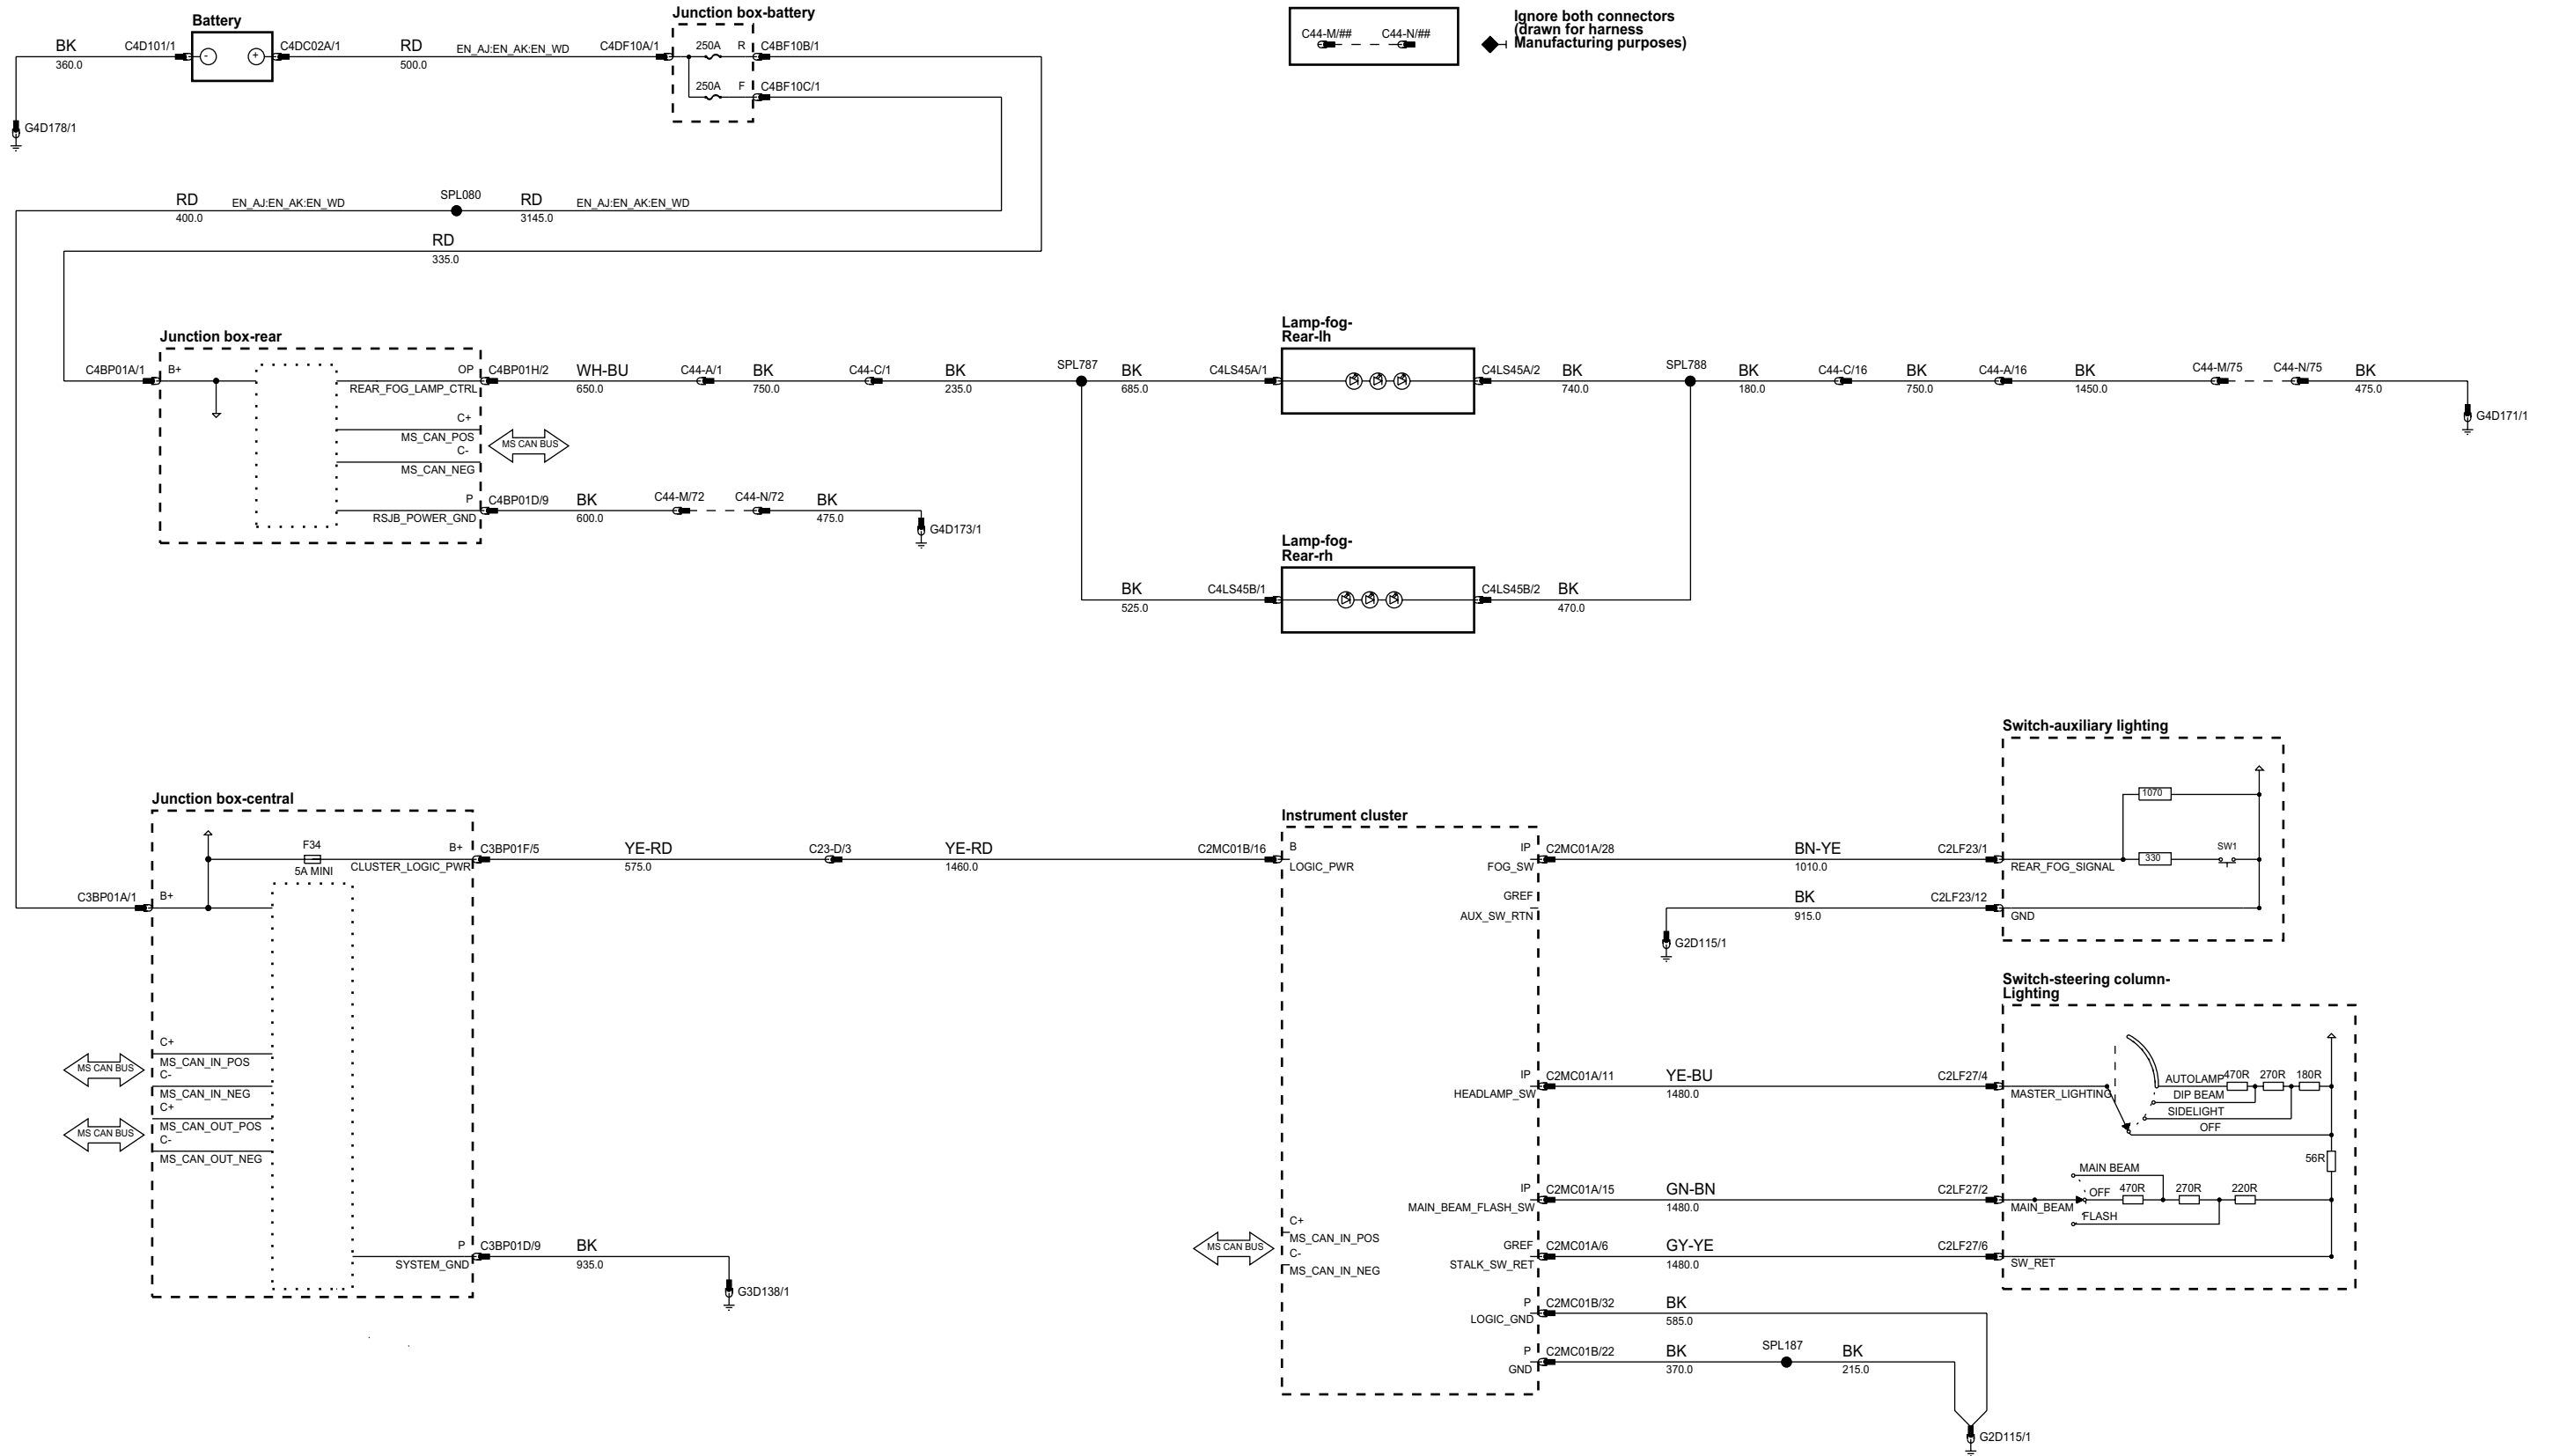 Battery
Junction box-battery
BK
360.0
C4D101/1
-
+
C4DC02A/1
RD
500.0
EN_AJ:EN_AK:EN_WD
C4DF10A/1
250A
R
C4BF10B/1
250A
F
C4BF10C/1
G4D178/1
C44-M/##
C44-N/##
Ignore both connectors
(drawn for harness
Manufacturing purposes)
RD
400.0
EN_AJ:EN_AK:EN_WD
SPL080
RD
3145.0
EN_AJ:EN_AK:EN_WD
RD
335.0
Junction box-rear
C4BP01A/1
B+
OP
REAR_FOG_LAMP_CTRL
C4BP01H/2
WH-BU
650.0
C44-A/1
BK
750.0
C44-C/1
BK
235.0
SPL787
BK
685.0
C4LS45A/1
Lamp-fog-
Rear-lh
C4LS45A/2
BK
740.0
SPL788
BK
180.0
C44-C/16
BK
750.0
C44-A/16
BK
1450.0
C44-M/75
C44-N/75
BK
475.0
G4D171/1
C+
MS_CAN_POS
C-
MS_CAN_NEG
MS CAN BUS
P
RSJB_POWER_GND
C4BP01D/9
BK
600.0
C44-M/72
C44-N/72
BK
475.0
G4D173/1
Lamp-fog-
Rear-rh
BK
525.0
C4LS45B/1
C4LS45B/2
BK
470.0
Junction box-central
F34
5A MINI
B+
CLUSTER_LOGIC_PWR
C3BP01F/5
YE-RD
575.0
C23-D/3
YE-RD
1460.0
C2MC01B/16
C3BP01A/1
B+
C+
MS_CAN_IN_POS
C-
MS_CAN_IN_NEG
MS CAN BUS
C+
MS_CAN_OUT_POS
C-
MS_CAN_OUT_NEG
MS CAN BUS
P
SYSTEM_GND
C3BP01D/9
BK
935.0
G3D138/1
Instrument cluster
B
LOGIC_PWR
IP
FOG_SW
C2MC01A/28
BN-YE
1010.0
C2LF23/1
GREF
AUX_SW_RTN
BK
915.0
C2LF23/12
G2D115/1
Switch-auxiliary lighting
1070
330
SW1
REAR_FOG_SIGNAL
GND
Switch-steering column-
Lighting
IP
HEADLAMP_SW
C2MC01A/11
YE-BU
1480.0
C2LF27/4
MASTER_LIGHTING
AUTOLAMP
470R
270R
180R
DIP BEAM
SIDELIGHT
OFF
56R
IP
MAIN_BEAM_FLASH_SW
C2MC01A/15
GN-BN
1480.0
C2LF27/2
MAIN_BEAM
MAIN BEAM
OFF
470R
270R
220R
FLASH
MS CAN BUS
C+
MS_CAN_IN_POS
C-
MS_CAN_IN_NEG
GREF
STALK_SW_RET
C2MC01A/6
GY-YE
1480.0
C2LF27/6
SW_RET
P
LOGIC_GND
C2MC01B/32
BK
585.0
P
GND
C2MC01B/22
BK
370.0
SPL187
BK
215.0
G2D115/1